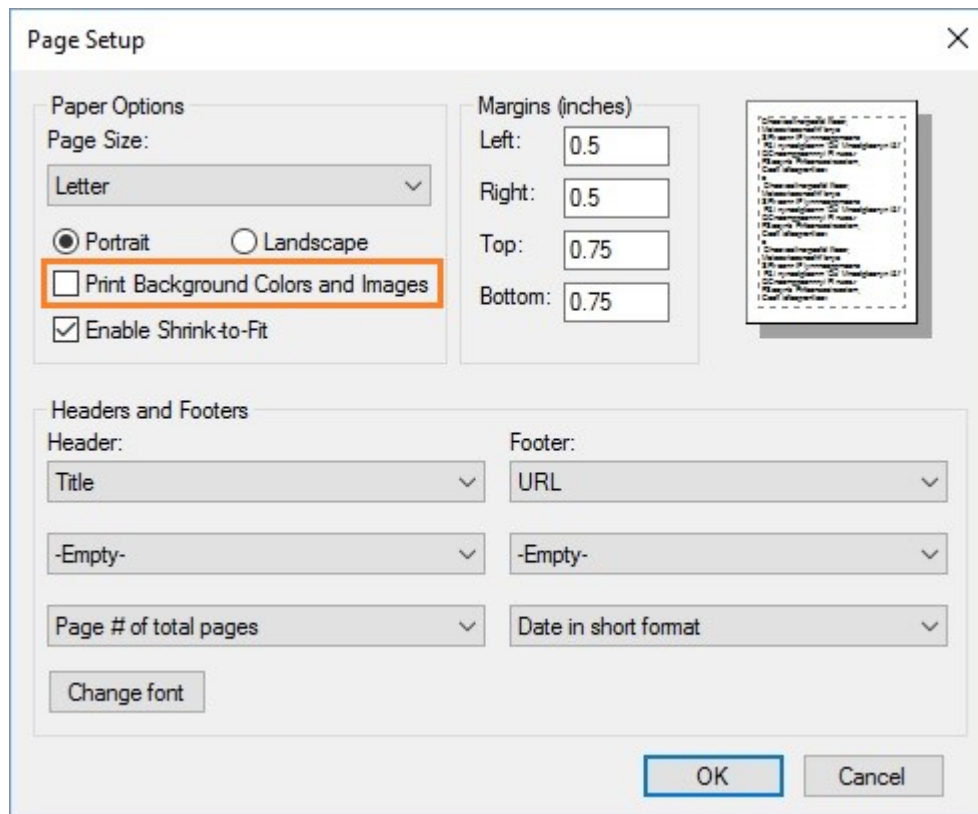 Page Setup
Paper Options
Page Size:
Letter
Portrait
Landscape
Print Background Colors and Images
Enable Shrink-to-Fit
Margins (inches)
Left:
0.5
Right:
0.5
Top:
0.75
Bottom:
0.75
Headers and Footers
Header:
Title
-Empty-
Page # of total pages
Change font
Footer:
URL
-Empty-
Date in short format
OK
Cancel